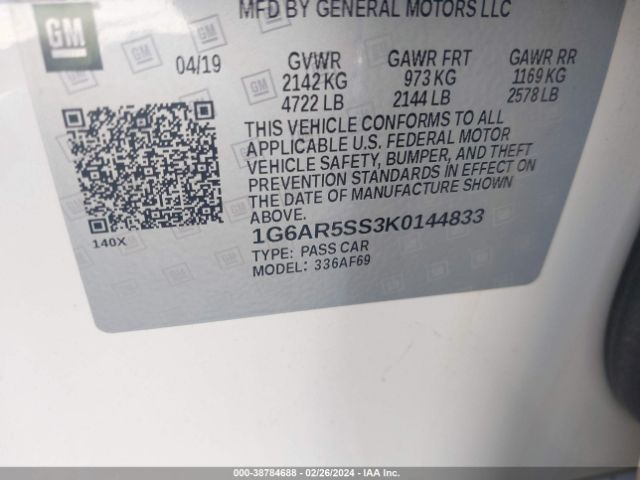 MFD BY GENERAL MOTORS LLC
GM
04/19 GVWR GAWR FRT GAWR RR
2142 KG 973 KG 1169 KG
4722 LB 2144 LB 2578 LB
THIS VEHICLE CONFORMS TO ALL
APPLICABLE U.S. FEDERAL MOTOR
VEHICLE SAFETY, BUMPER, AND THEFT
PREVENTION STANDARDS IN EFFECT ON
THE DATE OF MANUFACTURE SHOWN
ABOVE.
140X
1G6AR5SS3K0144833
TYPE: PASS CAR
MODEL: 336AF69
000-38784688 - 02/26/2024 - IAA Inc.